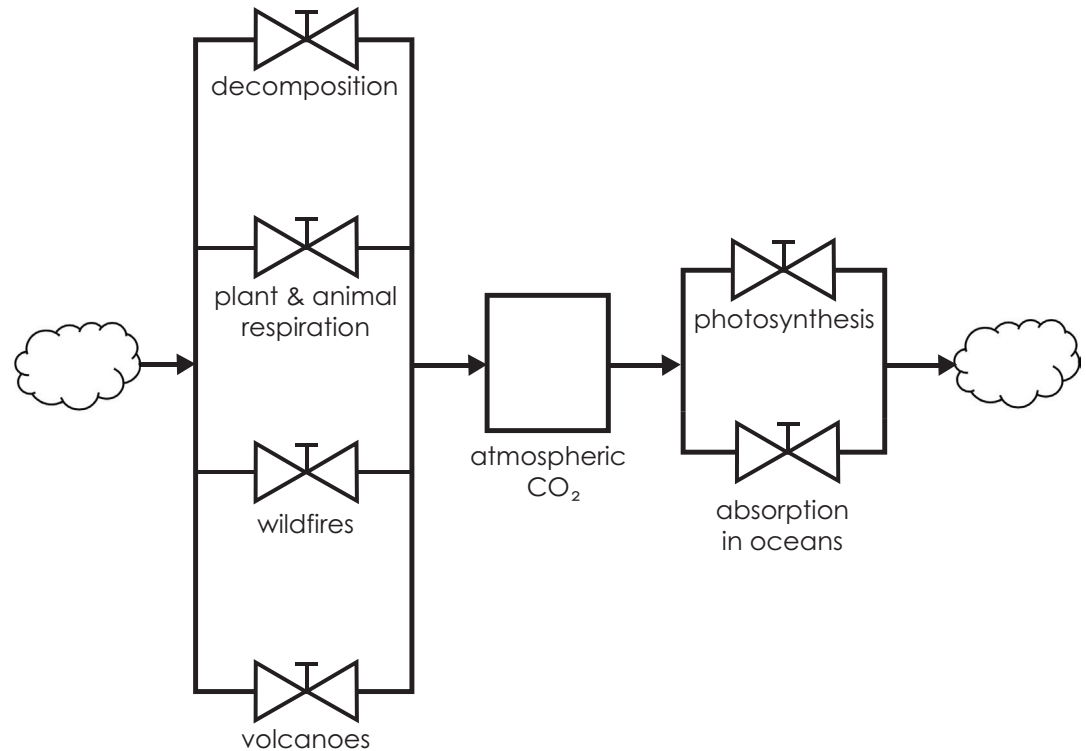 decomposition
plant & animal
respiration
wildfires
volcanoes
atmospheric
CO₂
photosynthesis
absorption
in oceans